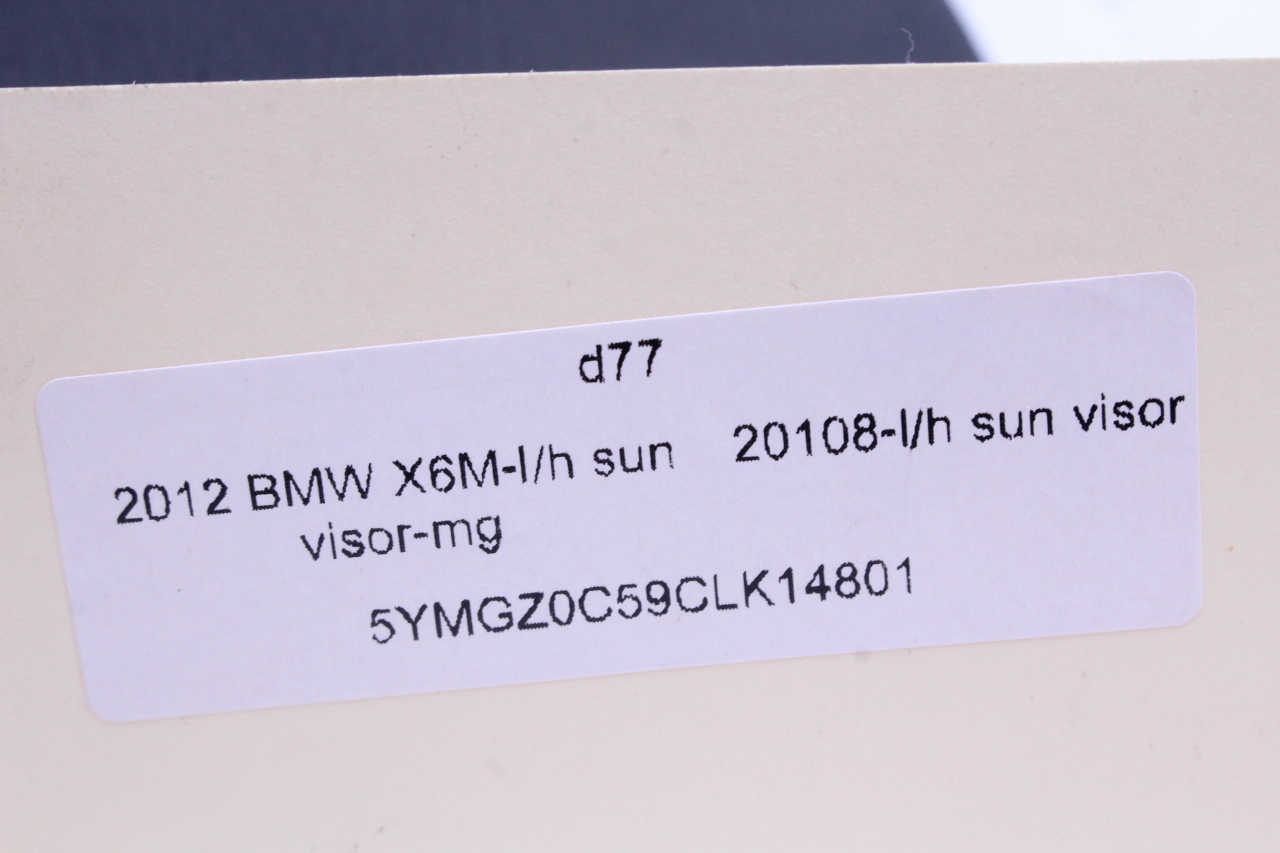 d77
2012 BMW X6M-l/h sun
visor-mg
20108-l/h sun visor
5YMGZ0C59CLK14801